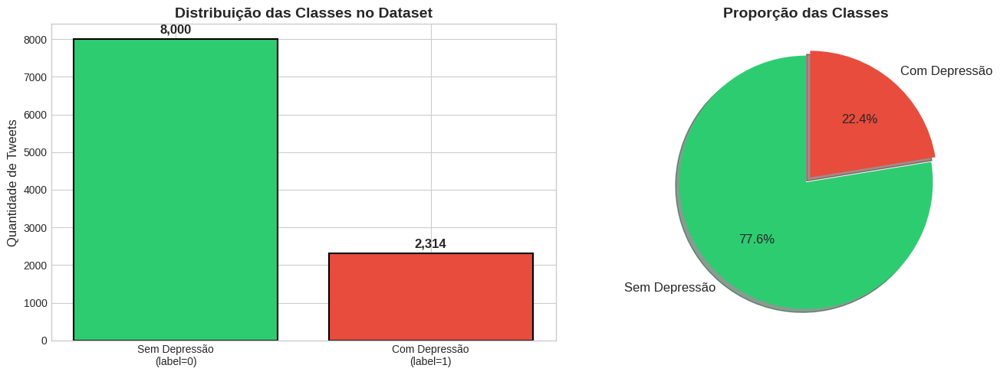 Distribuição das Classes no Dataset
Quantidade de Tweets
8000
7000
6000
5000
4000
3000
2000
1000
0
8,000
2,314
Sem Depressão
(label=0)
Com Depressão
(label=1)
Proporção das Classes
Com Depressão
22.4%
77.6%
Sem Depressão